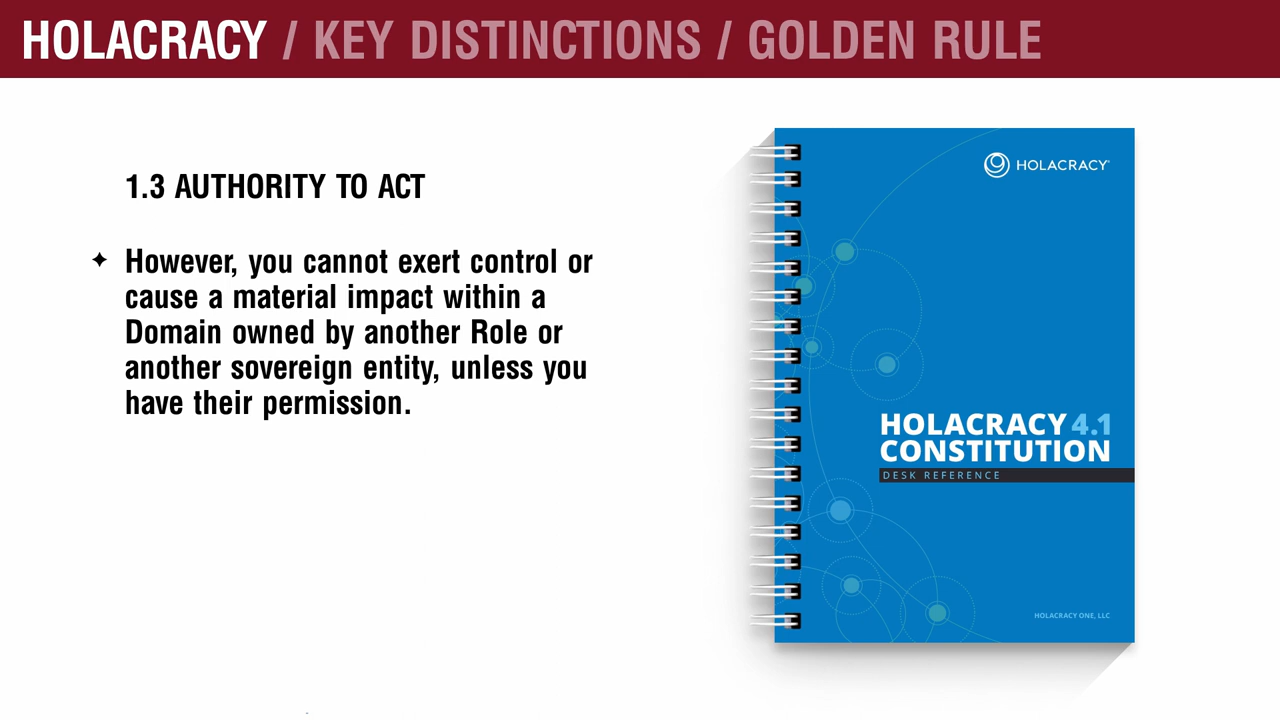 HOLACRACY / KEY DISTINCTIONS / GOLDEN RULE
1.3 AUTHORITY TO ACT
However, you cannot exert control or
cause a material impact within a
Domain owned by another Role or
another sovereign entity, unless you
have their permission.
HOLACRACY®
HOLACRACY 4.1
CONSTITUTION
DESK REFERENCE
HOLACRACY ONE, LLC